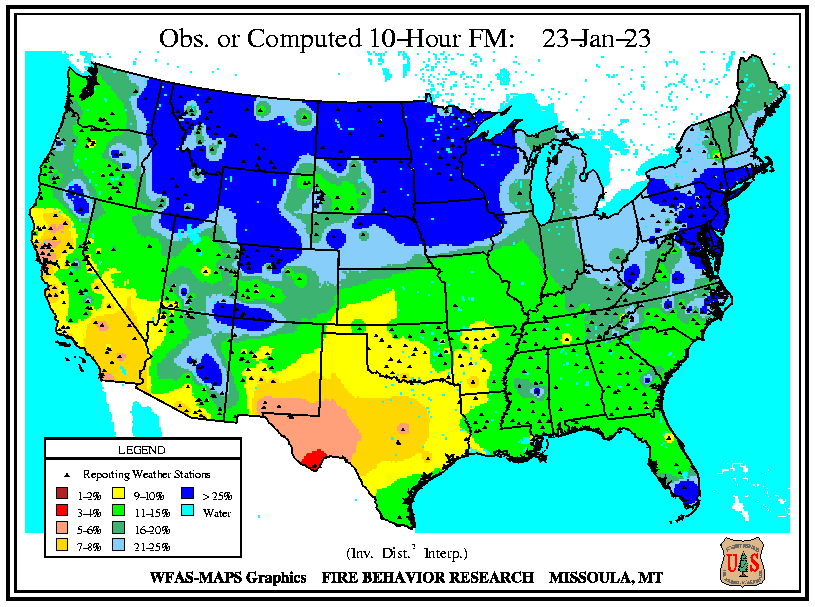 Obs. or Computed 10-Hour FM: 23-Jan-23
LEGEND
Reporting Weather Stations
1-2% 9-10% > 25%
3-4% 11-15% Water
5-6% 16-20%
7-8% 21-25%
(Inv. Dist.² Interp.)
WFAS-MAPS Graphics FIRE BEHAVIOR RESEARCH MISSOULA, MT
U S